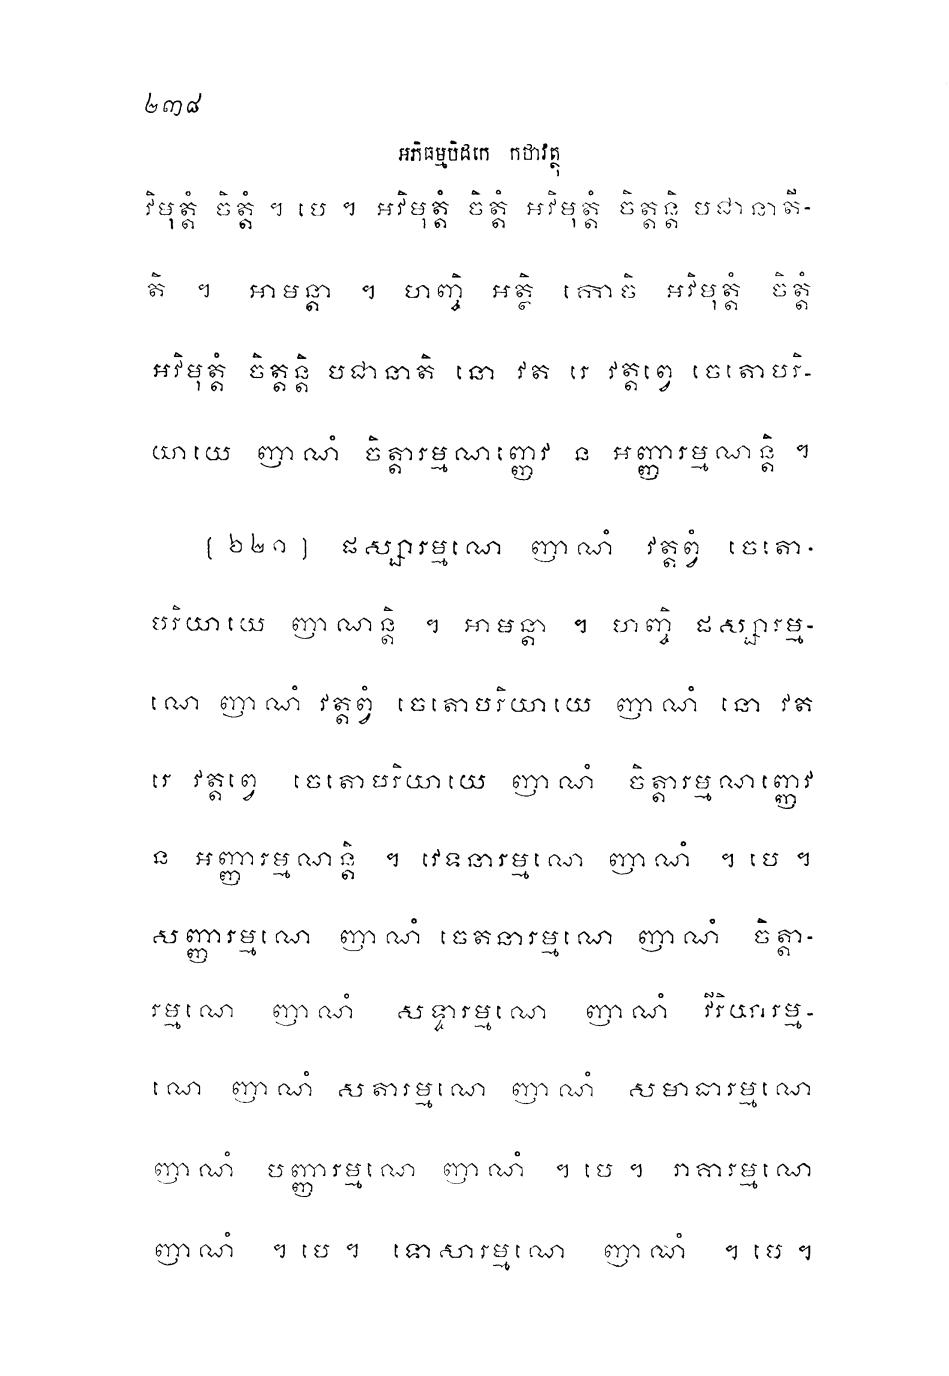 ២៣៨
អភិធម្មបិដកេ កថាវត្ថុ
វិមុត្តំ ចិត្តំ ។ បេ ។ អវិមុត្តំ ចិត្តំ អវិមុត្តំ ចិត្តន្តិ បជានាតី-
តិ ។ អាមន្តា ។ ហញ្ចិ អត្ថិ កោចិ អវិមុត្តំ ចិត្តំ
អវិមុត្តំ ចិត្តន្តិ បជានាតិ នោ វត រេ វត្តព្វេ ចេតោបរិ-
យាយេ ញាណំ ចិត្តារម្មណញ្ញេវ ន អញ្ញារម្មណន្តិ ។
[ ៦២១ ] ផស្សារម្មណេ ញាណំ វត្តព្វំ ចេតោ-
បរិយាយេ ញាណន្តិ ។ អាមន្តា ។ ហញ្ចិ ផស្សារម្ម-
ណេ ញាណំ វត្តព្វំ ចេតោបរិយាយេ ញាណំ នោ វត
រេ វត្តព្វេ ចេតោបរិយាយេ ញាណំ ចិត្តារម្មណញ្ញេវ
ន អញ្ញារម្មណន្តិ ។ វេទនារម្មណេ ញាណំ ។ បេ ។
សញ្ញារម្មណេ ញាណំ ចេតនារម្មណេ ញាណំ ចិត្តា-
រម្មណេ ញាណំ សទ្ធារម្មណេ ញាណំ វីរិយារម្ម-
ណេ ញាណំ សតារម្មណេ ញាណំ សមាធារម្មណេ
ញាណំ បញ្ញារម្មណេ ញាណំ ។ បេ ។ រាគារម្មណេ
ញាណំ ។ បេ ។ ទោសារម្មណេ ញាណំ ។ បេ ។